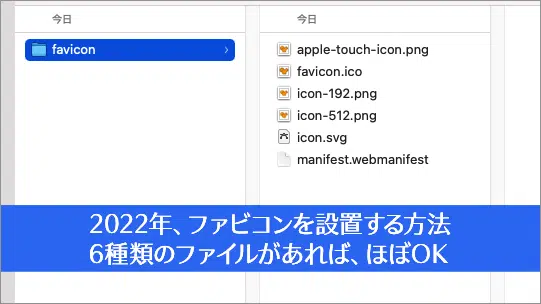 今日
favicon
今日
apple-touch-icon.png
favicon.ico
icon-192.png
icon-512.png
icon.svg
manifest.webmanifest
2022年、ファビコンを設置する方法
6種類のファイルがあれば、ほぼOK